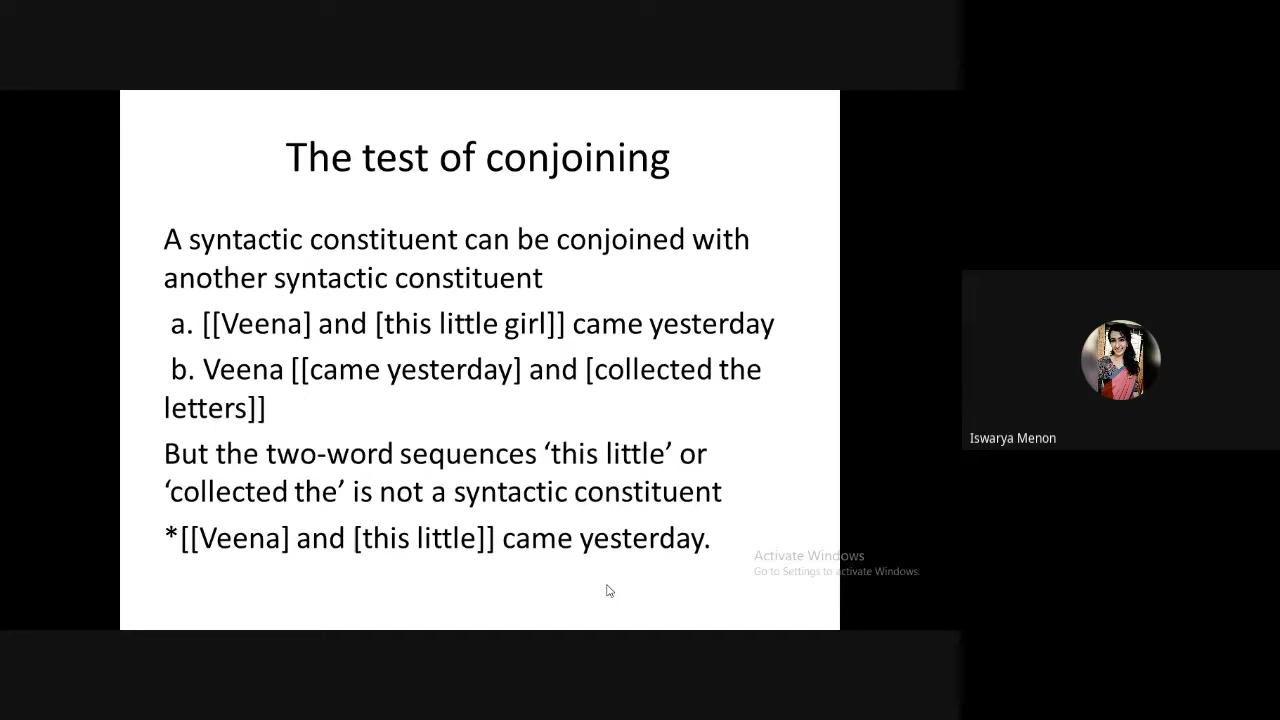 The test of conjoining
A syntactic constituent can be conjoined with
another syntactic constituent
a. [[Veena] and [this little girl]] came yesterday
b. Veena [[came yesterday] and [collected the
letters]]
But the two-word sequences ‘this little’ or
‘collected the’ is not a syntactic constituent
*[[Veena] and [this little]] came yesterday.
Activate Windows
Go to Settings to activate Windows.
Iswarya Menon